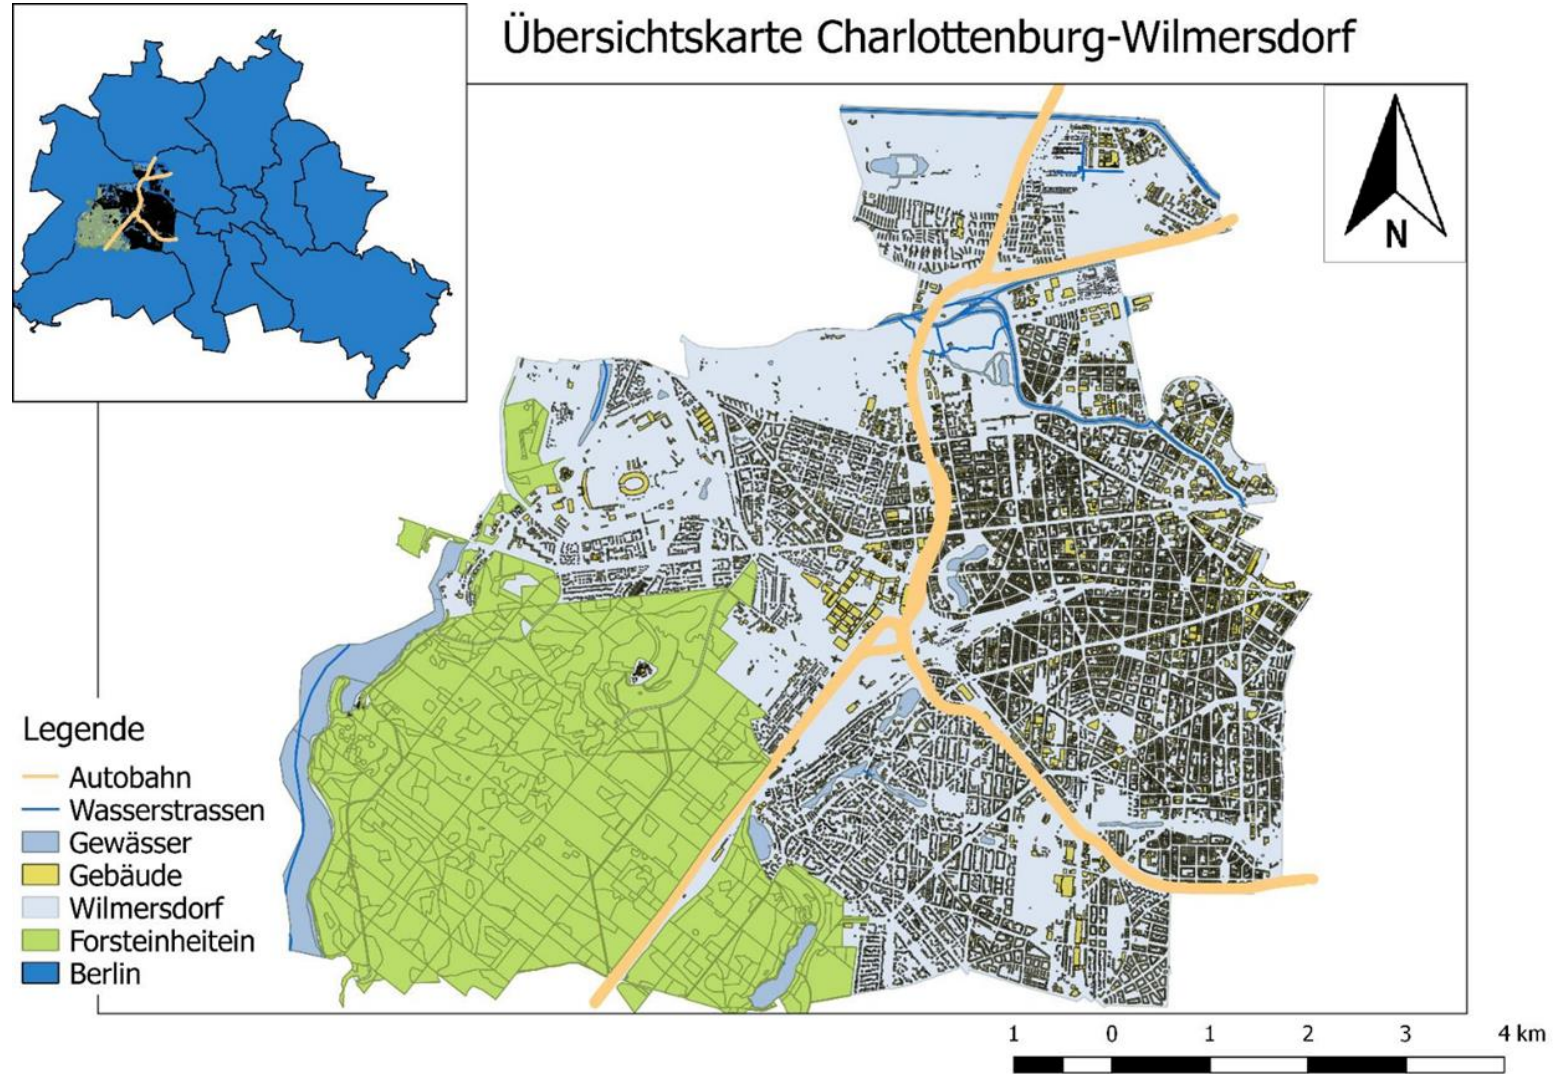 Übersichtskarte Charlottenburg-Wilmersdorf
N
Legende
Autobahn
Wasserstrassen
Gewässer
Gebäude
Wilmersdorf
Forsteinheitein
Berlin
1 0 1 2 3 4 km